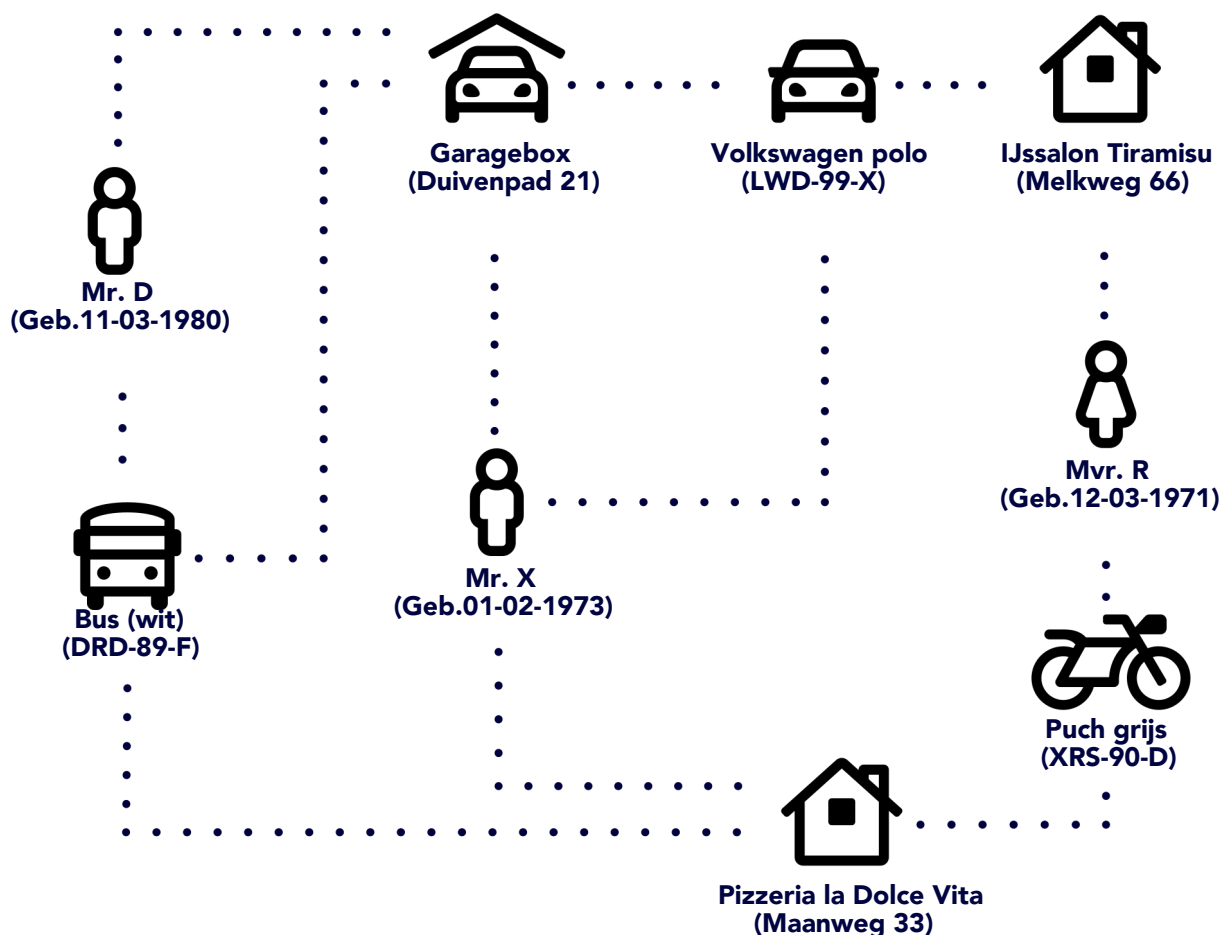 Garagebox
(Duivenpad 21)
Volkswagen polo
(LWD-99-X)
IJssalon Tiramisu
(Melkweg 66)
Mr. D
(Geb.11-03-1980)
Mvr. R
(Geb.12-03-1971)
Mr. X
(Geb.01-02-1973)
Bus (wit)
(DRD-89-F)
Puch grijs
(XRS-90-D)
Pizzeria la Dolce Vita
(Maanweg 33)